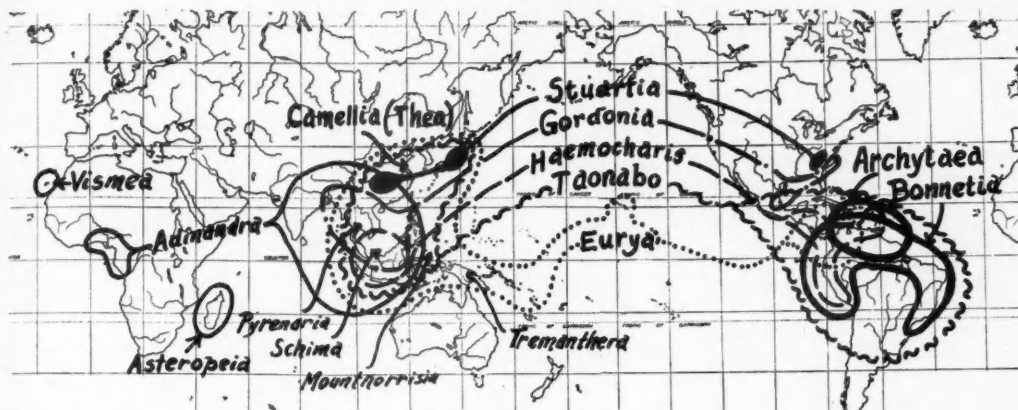 Stuartia
Camellia (Thea)
Gordonia
Haemocharis
Archytaea
Taonabo
Bonnetia
Vismea
Adinandra
Eurya
Pyrenaria
Schima
Tremanthera
Asteropeia
Mountnorrisia